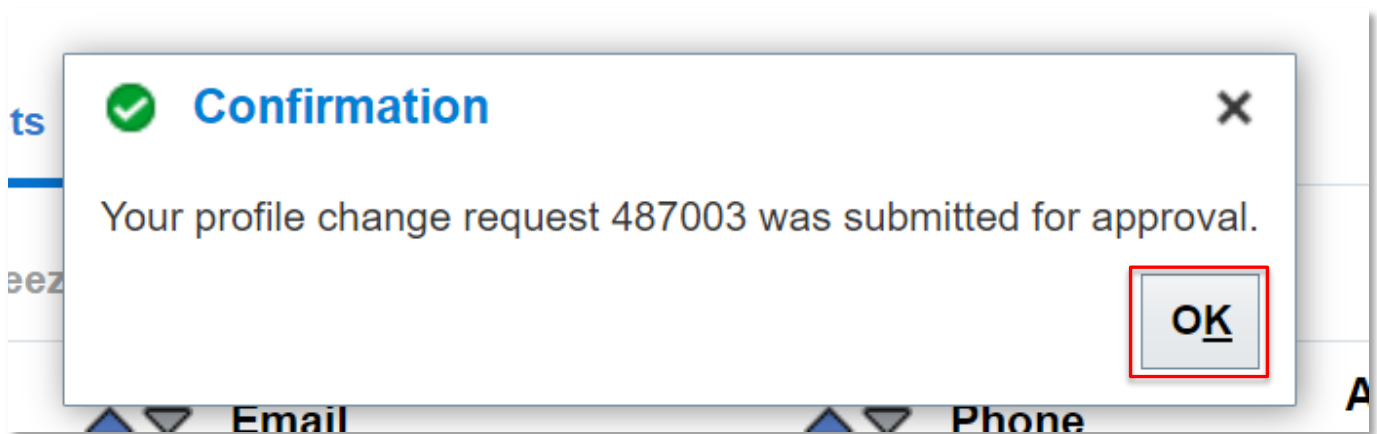 Confirmation
ts
Your profile change request 487003 was submitted for approval.
eez
OK
Email
Phone
A